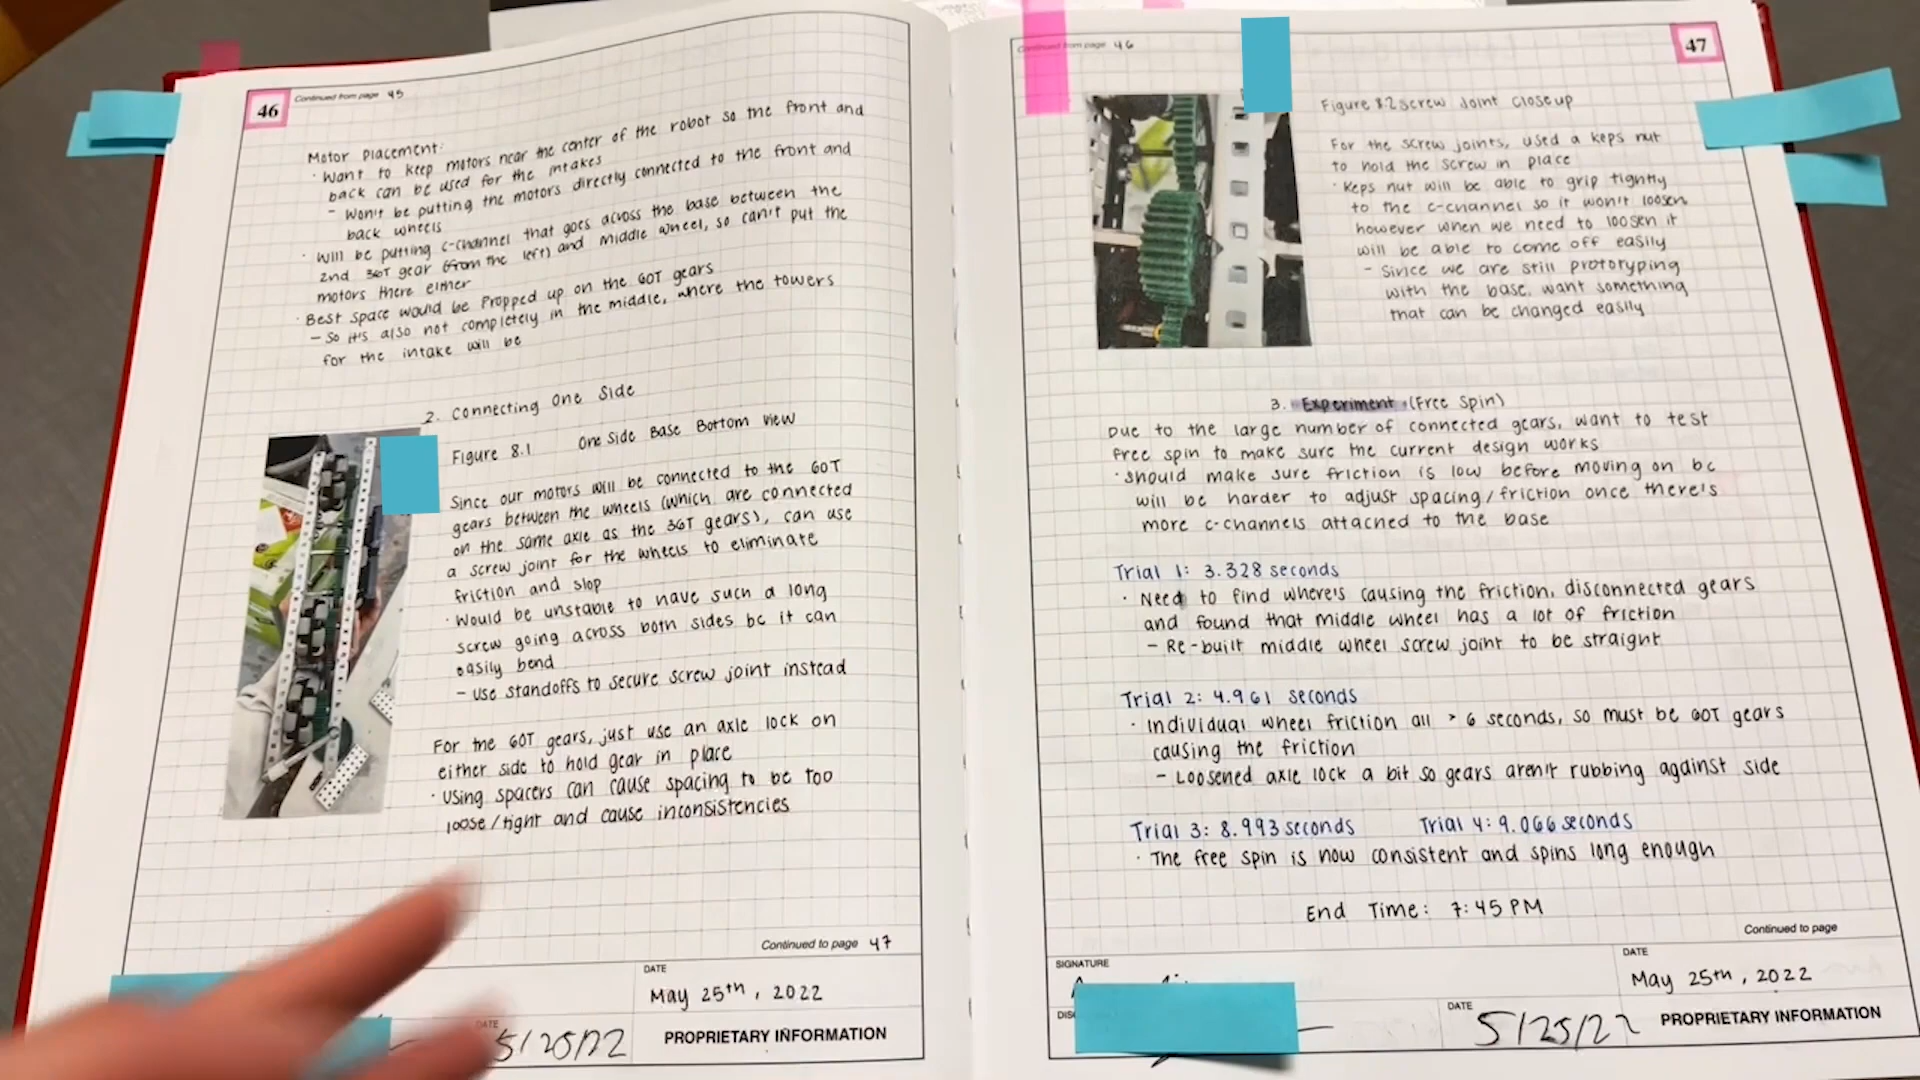 46
Continued from page 45
Motor Placement:
· Want to keep motors near the center of the robot so the front and
back can be used for the intakes
- Won't be putting the motors directly connected to the front and
back wheels
· Will be putting c-channel that goes across the base between the
2nd 36T gear (from the left) and middle wheel, so can't put the
motors there either
· Best space would be propped up on the 60T gears
- So it's also not completely in the middle, where the towers
for the intake will be
2. Connecting One Side
Figure 8.1 One Side Base Bottom View
Since our motors will be connected to the 60T
gears between the wheels (which are connected
on the same axle as the 36T gears), can use
a screw joint for the wheels to eliminate
friction and slop
· Would be unstable to have such a long
screw going across both sides bc it can
easily bend
- Use standoffs to secure screw joint instead
For the 60T gears, just use an axle lock on
either side to hold gear in place
· Using spacers can cause spacing to be too
loose/tight and cause inconsistencies
Continued to page 47
DATE
May 25th, 2022
DATE
5/25/22
PROPRIETARY INFORMATION
Continued from page 46
47
Figure 8.2 Screw Joint Closeup
For the screw joints, used a keps nut
to hold the screw in place
· Keps nut will be able to grip tightly
to the c-channel so it won't loosen,
however when we need to loosen it
will be able to come off easily
- Since we are still prototyping
with the base, want something
that can be changed easily
3. Experiment (Free Spin)
Due to the large number of connected gears, want to test
free spin to make sure the current design works
· Should make sure friction is low before moving on bc
will be harder to adjust spacing/friction once there's
more c-channels attached to the base
Trial 1: 3.328 seconds
· Need to find where's causing the friction, disconnected gears
and found that middle wheel has a lot of friction
- Re-built middle wheel screw joint to be straight
Trial 2: 4.961 seconds
· Individual wheel friction all > 6 seconds, so must be 60T gears
causing the friction
- Loosened axle lock a bit so gears aren't rubbing against side
Trial 3: 8.993 seconds Trial 4: 9.066 seconds
· The free spin is now consistent and spins long enough
End Time: 7:45 PM
Continued to page
SIGNATURE
DATE
May 25th, 2022
DATE
5/25/22
PROPRIETARY INFORMATION